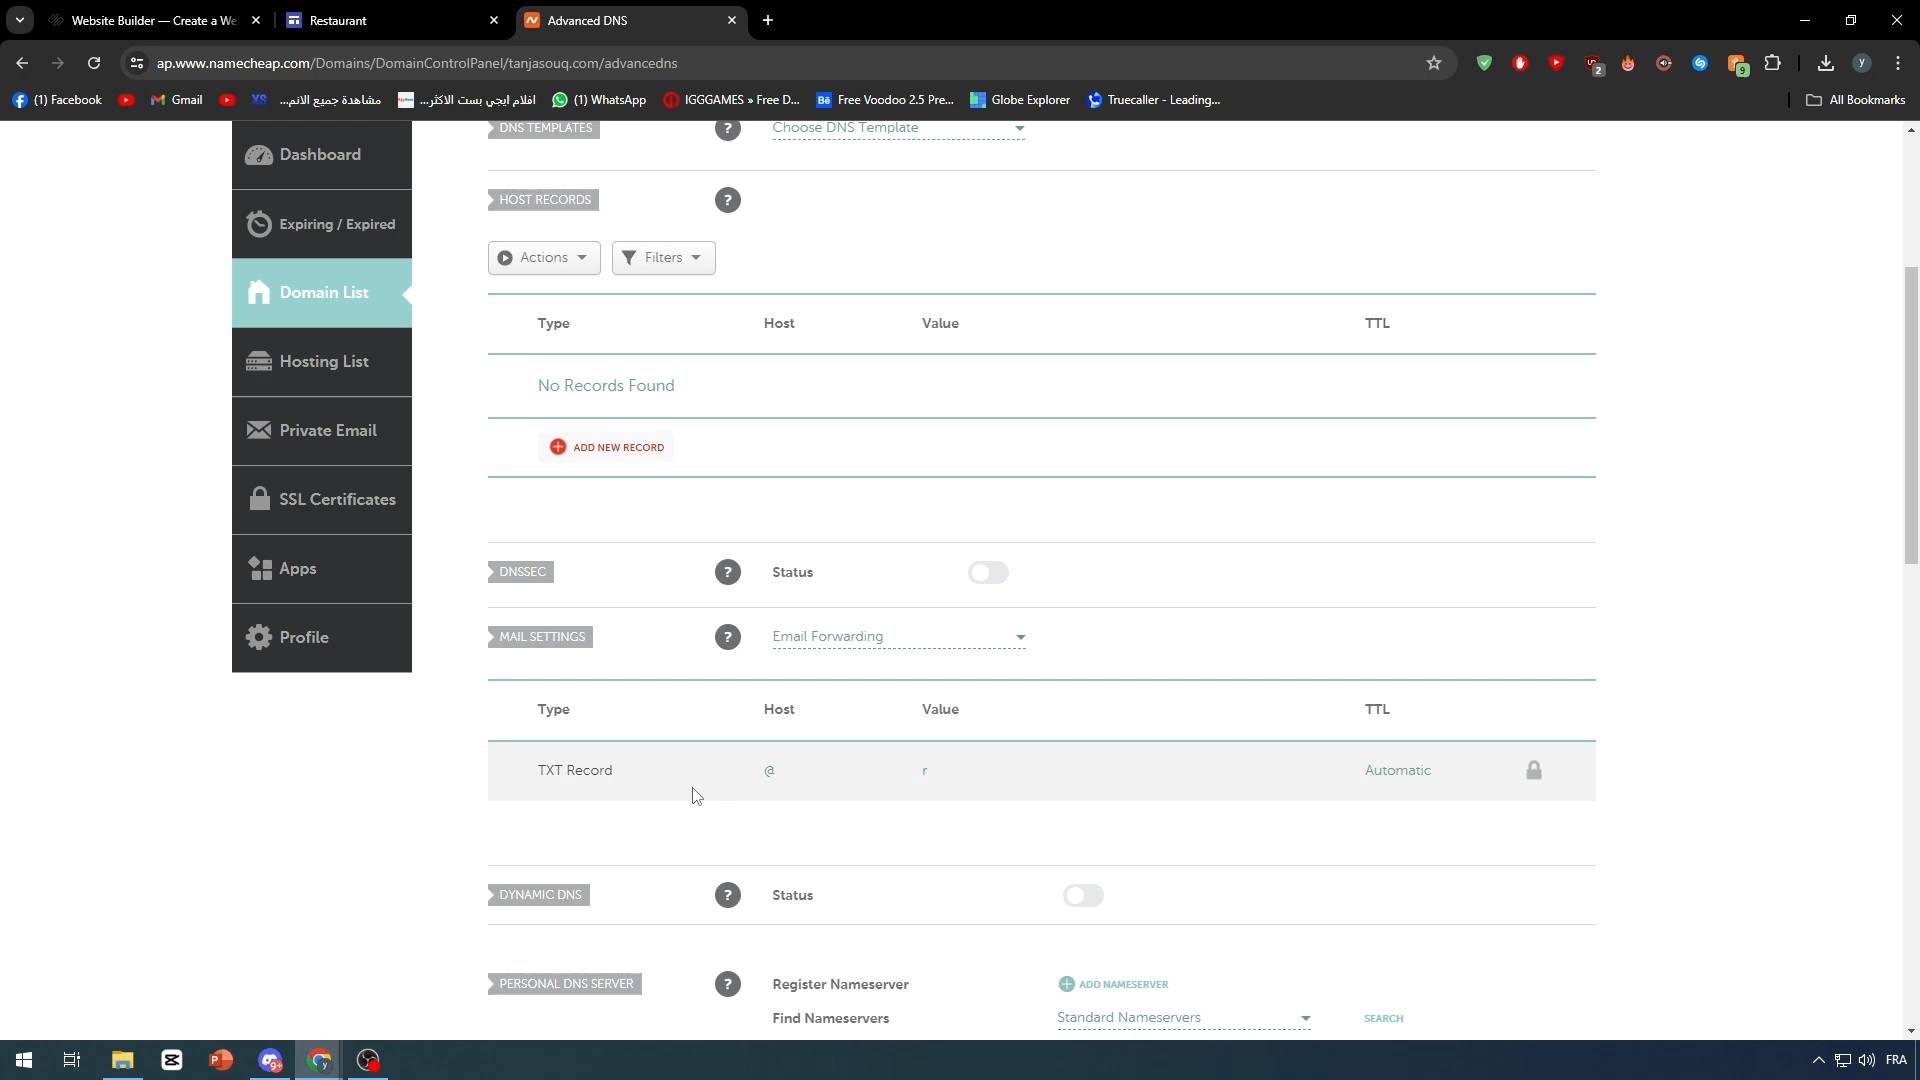 Website Builder — Create a We
Restaurant
Advanced DNS
ap.www.namecheap.com/Domains/DomainControlPanel/tanjasouq.com/advancedns
2
9
y
(1) Facebook
Gmail
XS
مشاهدة جميع الانم...
افلام ايجي بست الاكثر...
(1) WhatsApp
IGGGAMES » Free D...
Bē
Free Voodoo 2.5 Pre...
Globe Explorer
Truecaller - Leading...
All Bookmarks
Dashboard
Expiring / Expired
Domain List
Hosting List
Private Email
SSL Certificates
Apps
Profile
DNS TEMPLATES
?
Choose DNS Template
HOST RECORDS
?
Actions
Filters
Type
Host
Value
TTL
No Records Found
ADD NEW RECORD
DNSSEC
?
Status
MAIL SETTINGS
?
Email Forwarding
Type
Host
Value
TTL
TXT Record
@
r
Automatic
DYNAMIC DNS
?
Status
PERSONAL DNS SERVER
?
Register Nameserver
ADD NAMESERVER
Find Nameservers
Standard Nameservers
SEARCH
9+
FRA